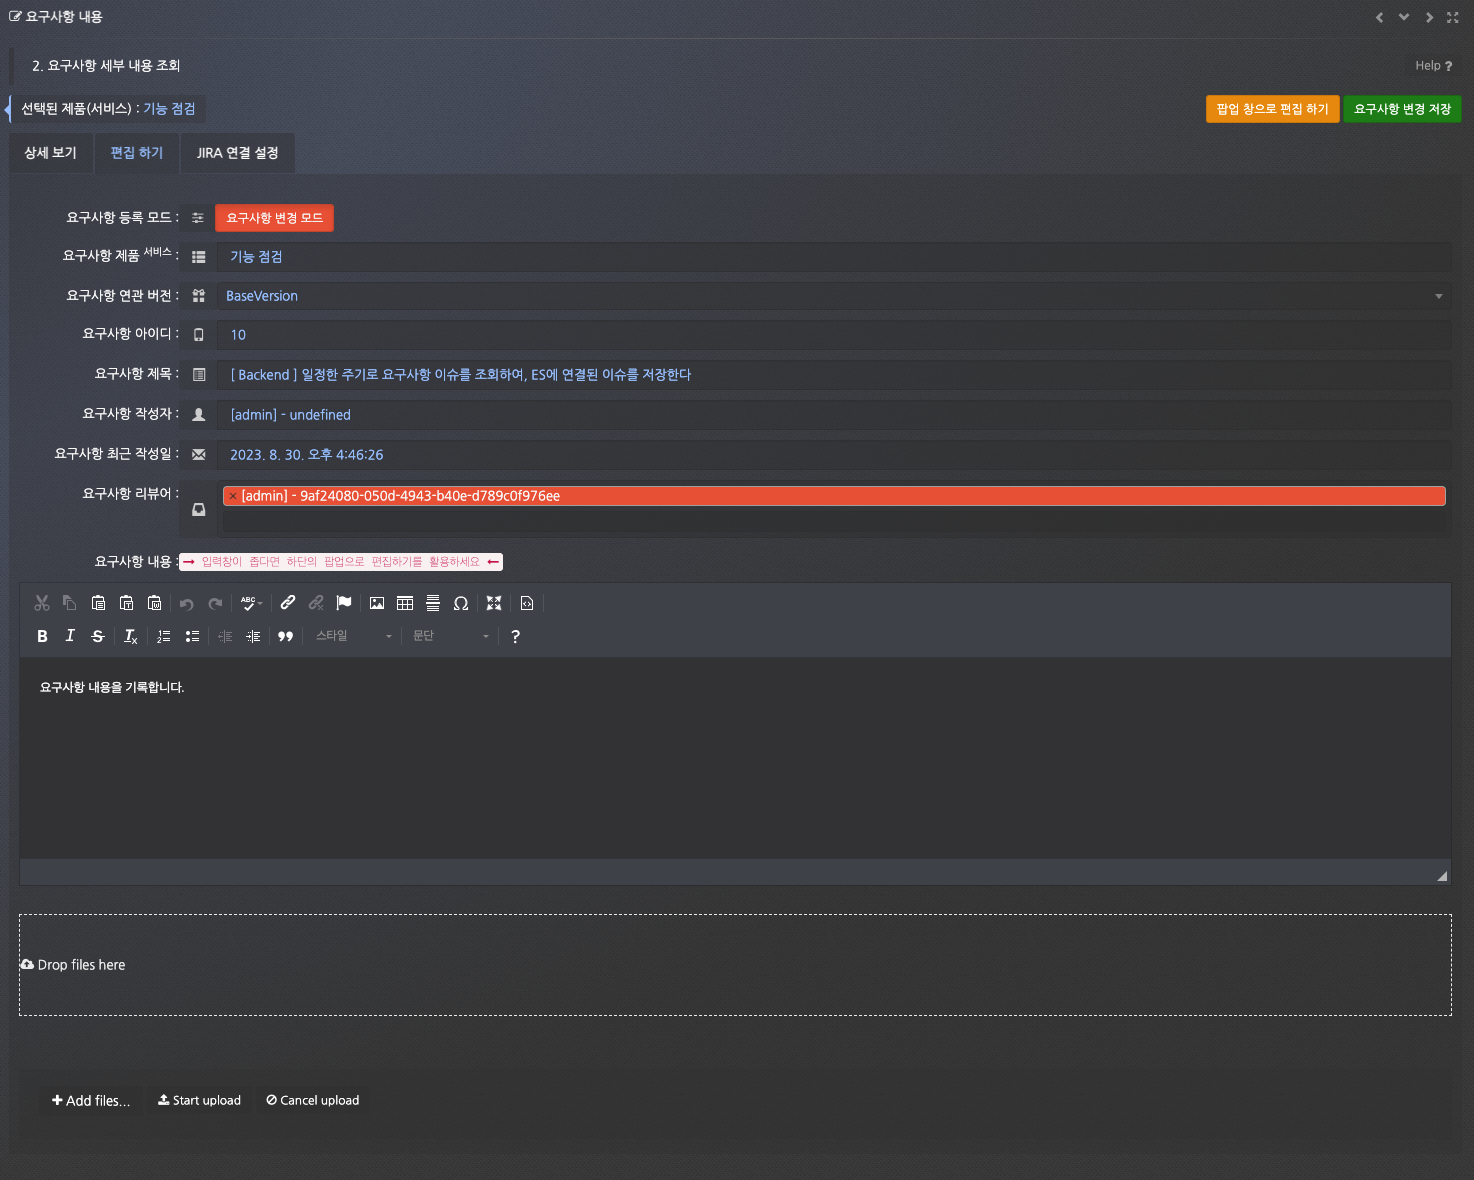 요구사항 내용
2. 요구사항 세부 내용 조회
Help ?
선택된 제품(서비스) : 기능 점검
팝업 창으로 편집 하기
요구사항 변경 저장
상세 보기
편집 하기
JIRA 연결 설정
요구사항 등록 모드 :
요구사항 변경 모드
요구사항 제품 서비스 :
기능 점검
요구사항 연관 버전 :
BaseVersion
요구사항 아이디 :
10
요구사항 제목 :
[ Backend ] 일정한 주기로 요구사항 이슈를 조회하여, ES에 연결된 이슈를 저장한다
요구사항 작성자 :
[admin] - undefined
요구사항 최근 작성일 :
2023. 8. 30. 오후 4:46:26
요구사항 리뷰어 :
× [admin] - 9af24080-050d-4943-b40e-d789c0f976ee
요구사항 내용 :
→ 입력창이 좁다면 하단의 팝업으로 편집하기를 활용하세요 ←
ABC
Ω
B I S Tx
스타일
문단
?
요구사항 내용을 기록합니다.
Drop files here
+ Add files...
Start upload
Cancel upload